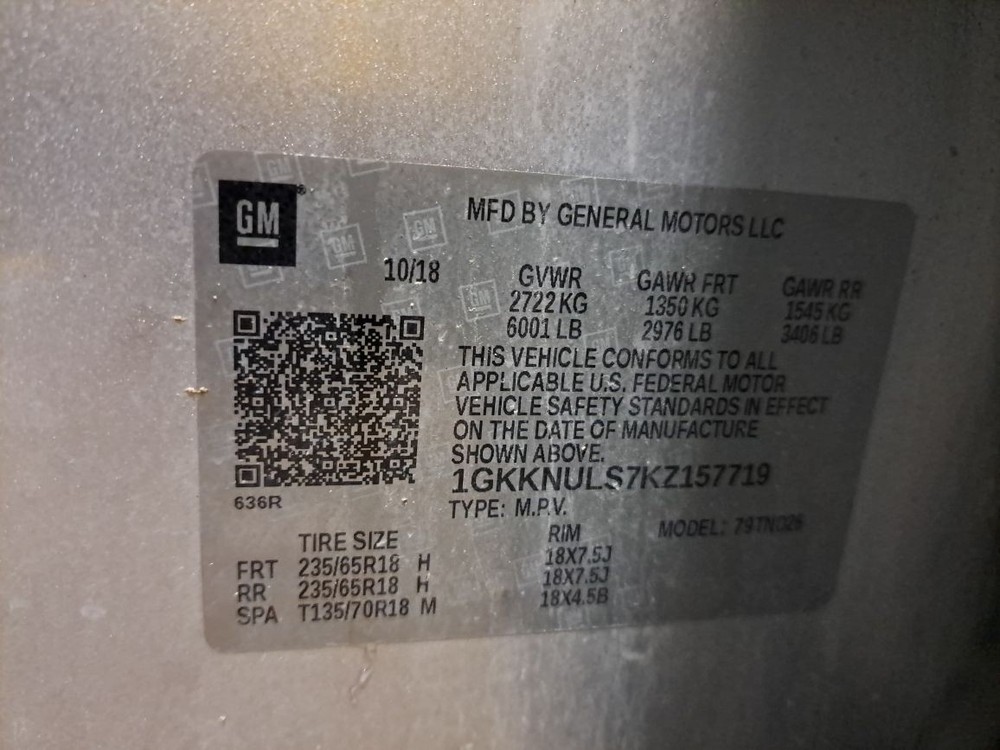 GM
MFD BY GENERAL MOTORS LLC
10/18
GVWR GAWR FRT GAWR RR
2722 KG 1350 KG 1545 KG
6001 LB 2976 LB 3406 LB
THIS VEHICLE CONFORMS TO ALL
APPLICABLE U.S. FEDERAL MOTOR
VEHICLE SAFETY STANDARDS IN EFFECT
ON THE DATE OF MANUFACTURE
SHOWN ABOVE.
1GKKNULS7KZ157719
636R
TYPE: M.P.V.
MODEL:
TIRE SIZE RIM
FRT 235/65R18 H 18X7.5J
RR 235/65R18 H 18X7.5J
SPA T135/70R18 M 18X4.5B